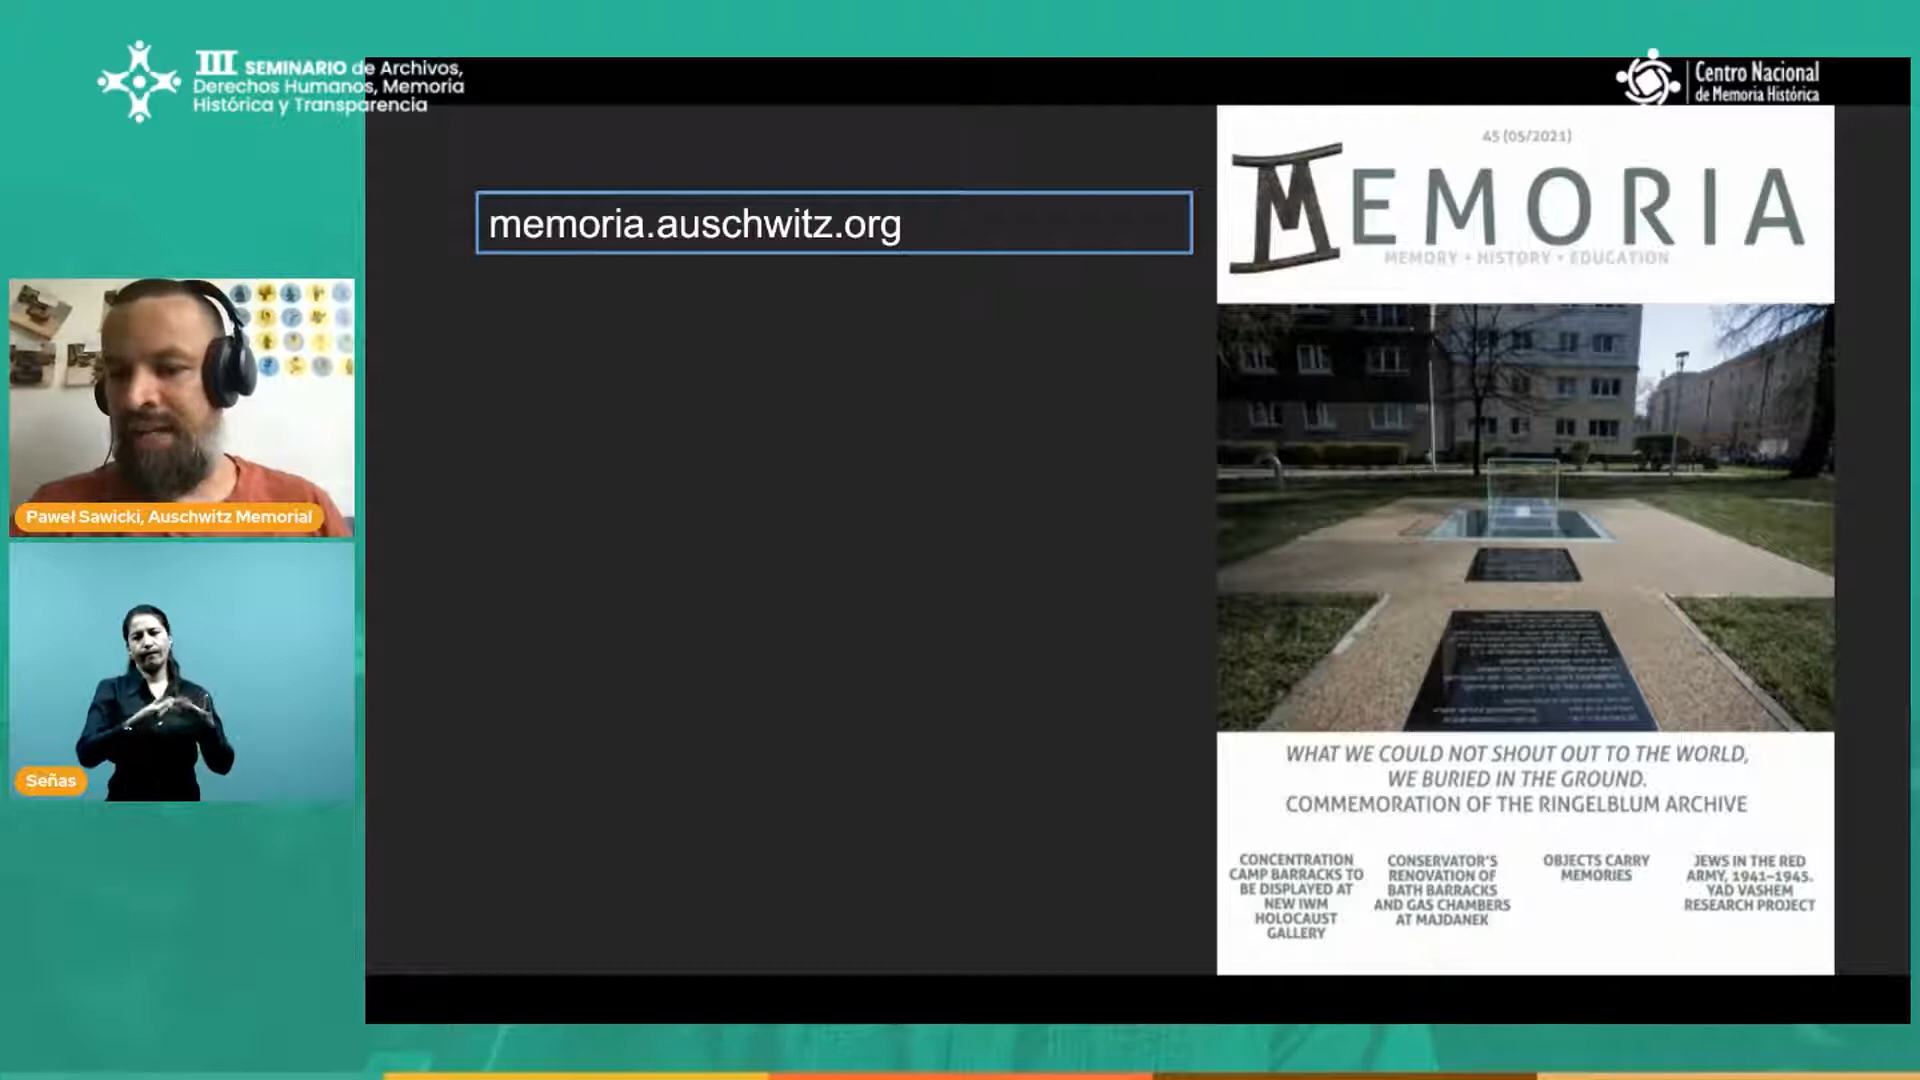 III SEMINARIO de Archivos,
Derechos Humanos, Memoria
Histórica y Transparencia
Centro Nacional
de Memoria Histórica
memoria.auschwitz.org
45 (05/2021)
MEMORIA
MEMORY • HISTORY • EDUCATION
Paweł Sawicki, Auschwitz Memorial
Señas
WHAT WE COULD NOT SHOUT OUT TO THE WORLD,
WE BURIED IN THE GROUND.
COMMEMORATION OF THE RINGELBLUM ARCHIVE
CONCENTRATION
CAMP BARRACKS TO
BE DISPLAYED AT
NEW IWM
HOLOCAUST
GALLERY
CONSERVATOR'S
RENOVATION OF
BATH BARRACKS
AND GAS CHAMBERS
AT MAJDANEK
OBJECTS CARRY
MEMORIES
JEWS IN THE RED
ARMY, 1941–1945.
YAD VASHEM
RESEARCH PROJECT